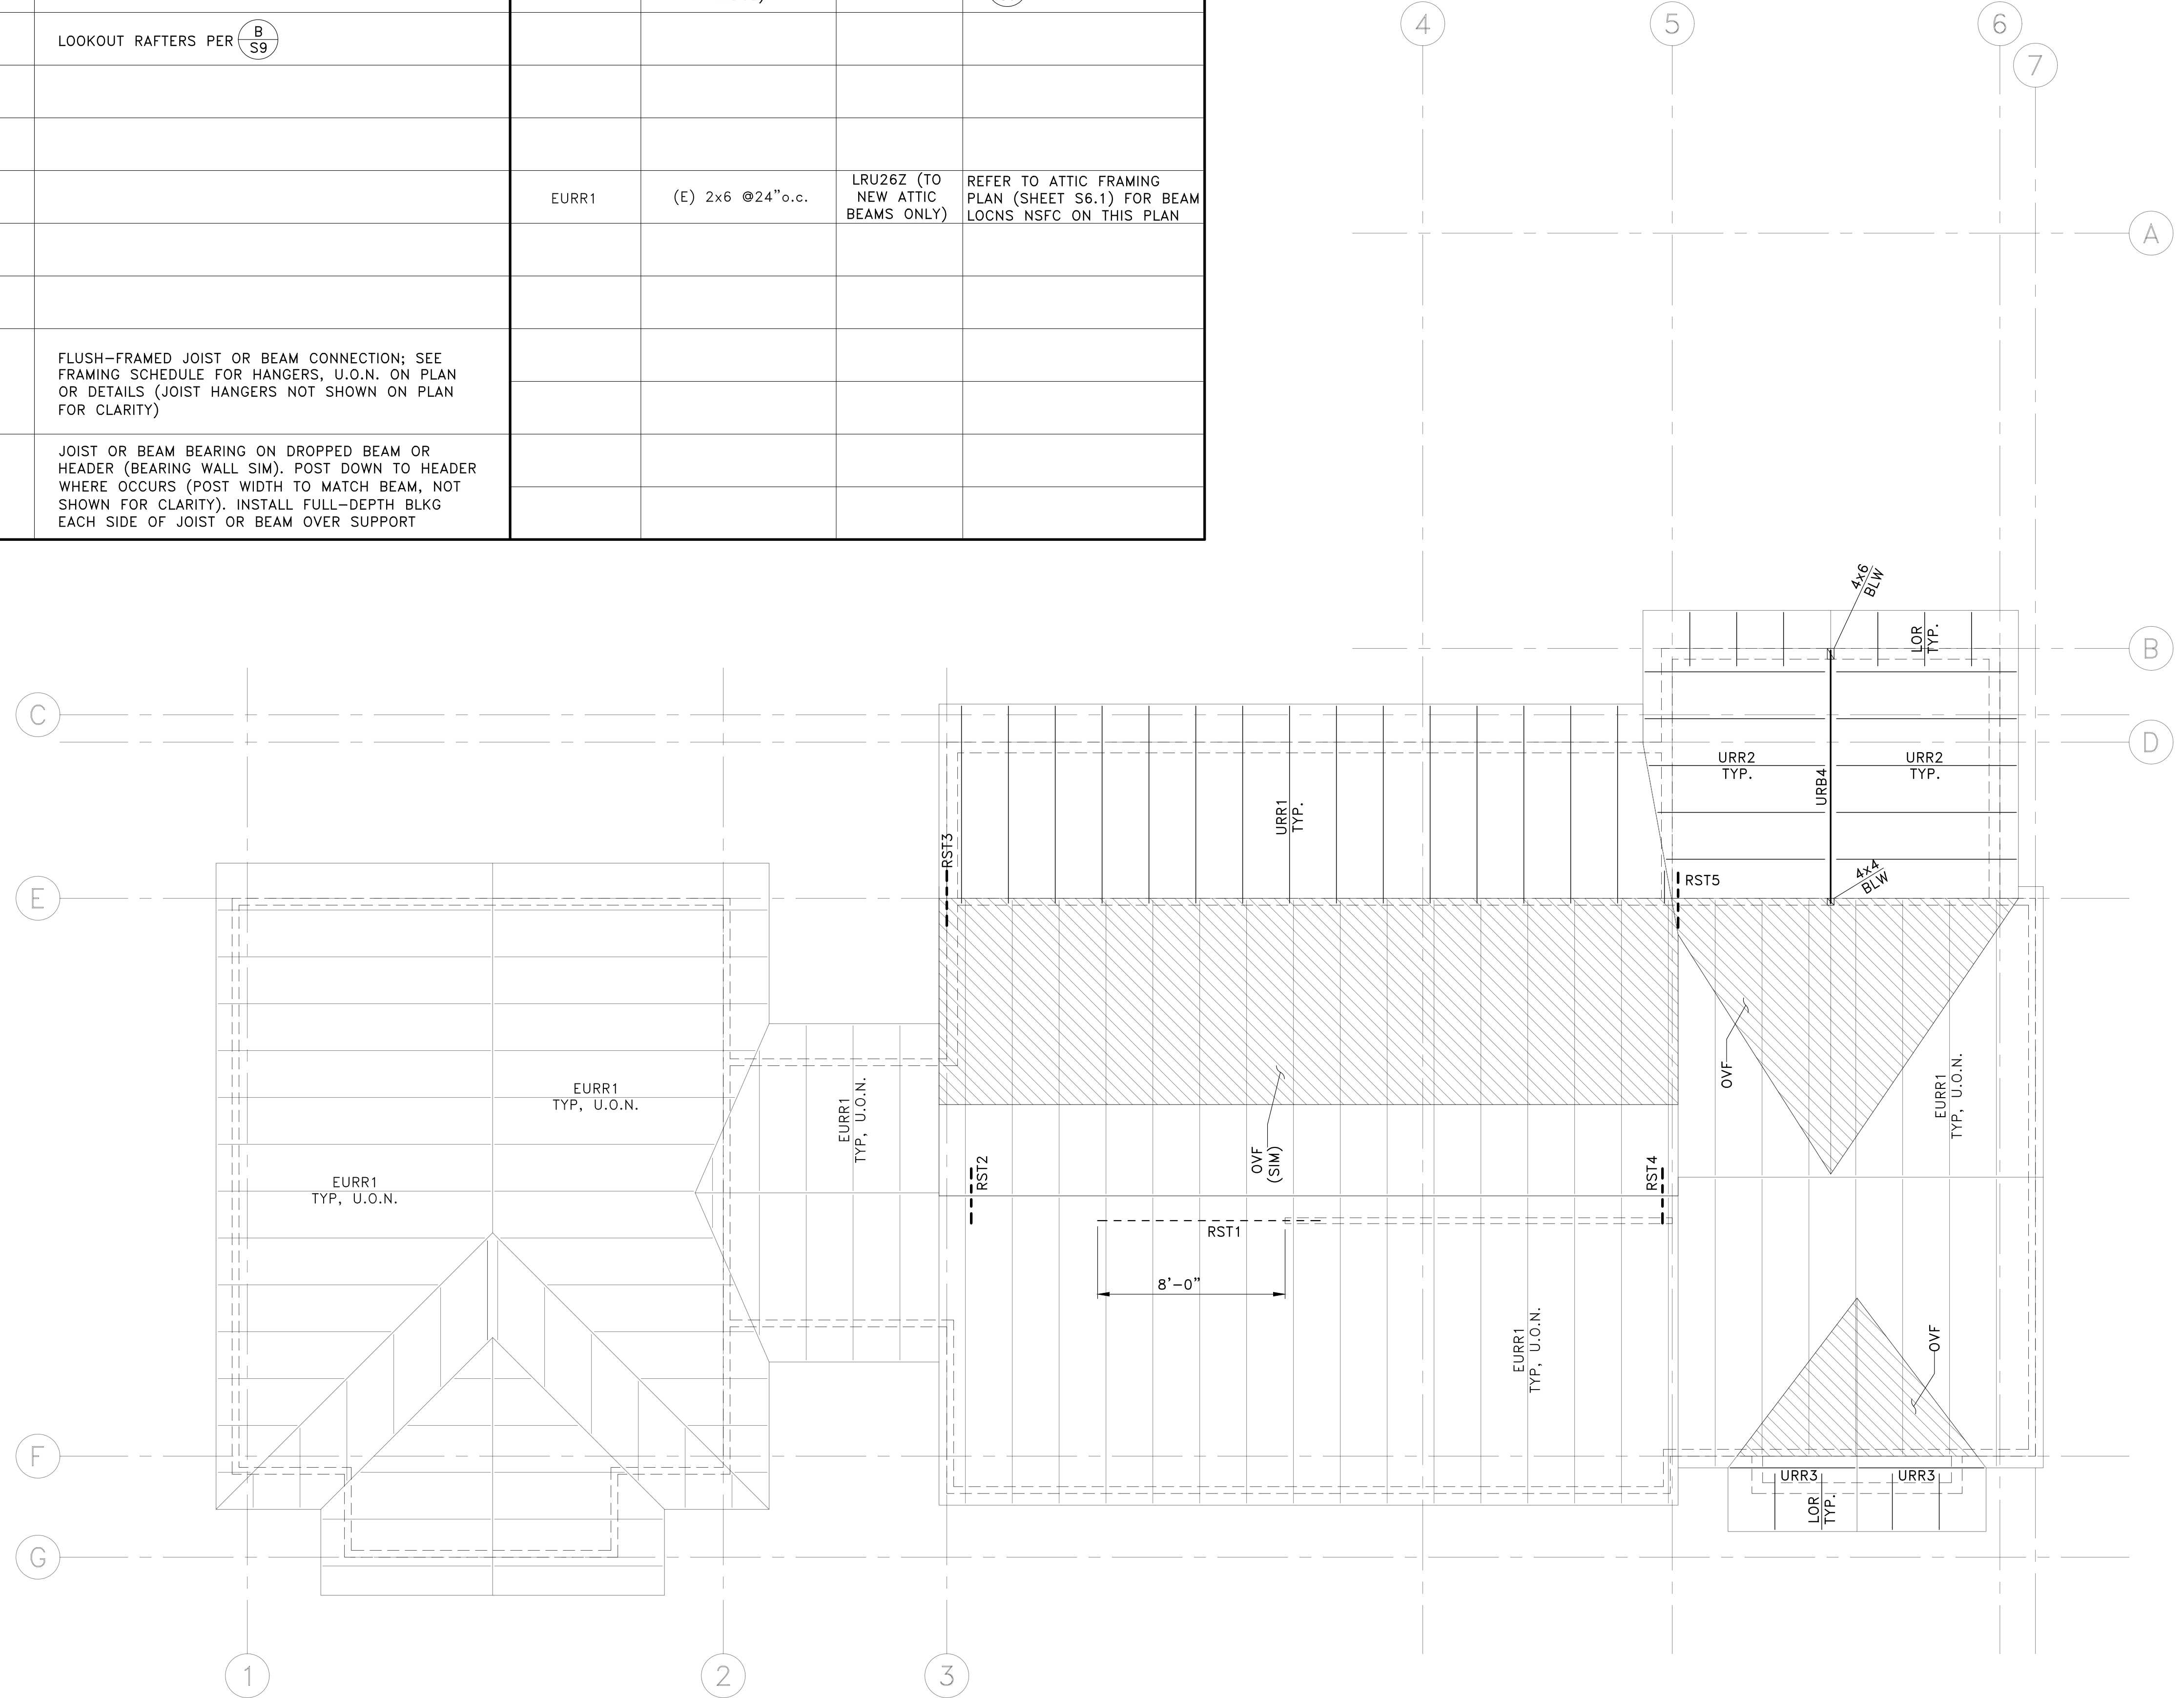 LOOKOUT RAFTERS PER B
S9
EURR1
(E) 2x6 @24"o.c.
LRU26Z (TO
NEW ATTIC
BEAMS ONLY)
REFER TO ATTIC FRAMING
PLAN (SHEET S6.1) FOR BEAM
LOCNS NSFC ON THIS PLAN
FLUSH-FRAMED JOIST OR BEAM CONNECTION; SEE
FRAMING SCHEDULE FOR HANGERS, U.O.N. ON PLAN
OR DETAILS (JOIST HANGERS NOT SHOWN ON PLAN
FOR CLARITY)
JOIST OR BEAM BEARING ON DROPPED BEAM OR
HEADER (BEARING WALL SIM). POST DOWN TO HEADER
WHERE OCCURS (POST WIDTH TO MATCH BEAM, NOT
SHOWN FOR CLARITY). INSTALL FULL-DEPTH BLKG
EACH SIDE OF JOIST OR BEAM OVER SUPPORT
4
5
6
7
A
B
C
D
E
F
G
4x6
BLW
LOR
TYP.
URR2
TYP.
URB4
URR2
TYP.
URR1
TYP.
RST3
4x4
BLW
RST5
OVF
EURR1
TYP, U.O.N.
EURR1
TYP, U.O.N.
EURR1
TYP, U.O.N.
EURR1
TYP, U.O.N.
OVF
(SIM)
RST2
RST4
RST1
8'-0"
EURR1
TYP, U.O.N.
OVF
URR3
URR3
LOR
TYP.
1
2
3